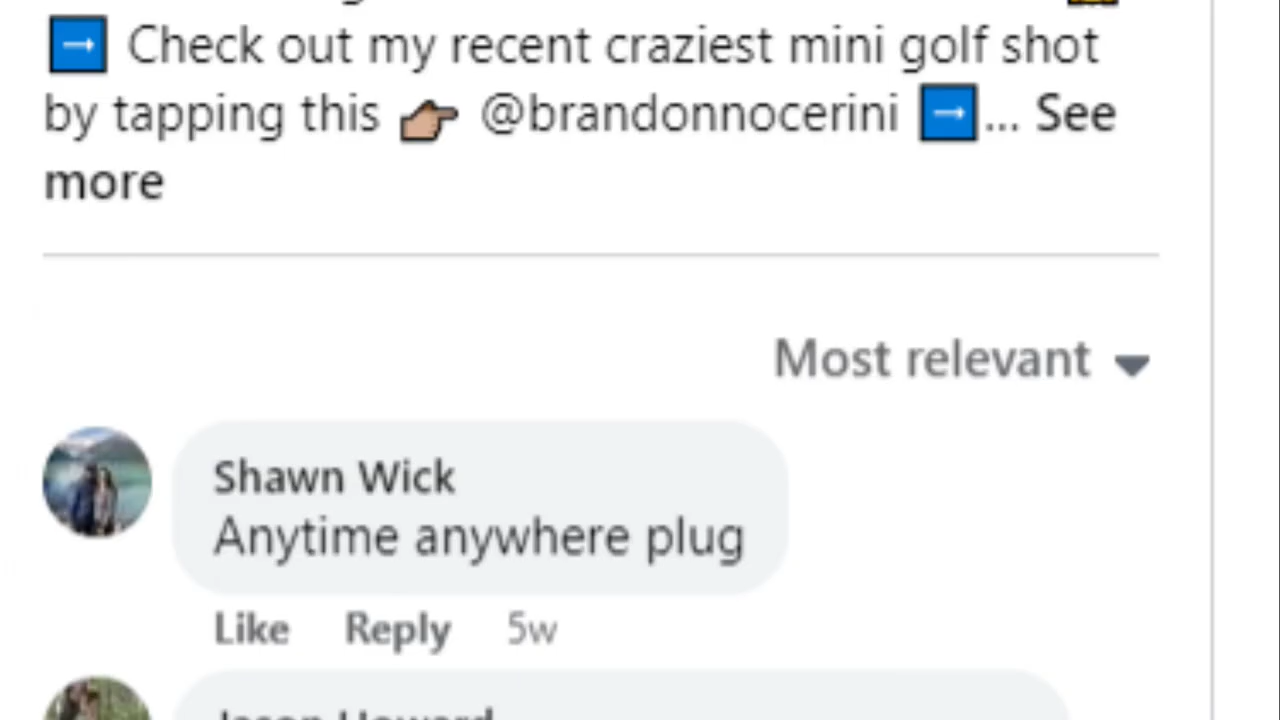 ➡️ Check out my recent craziest mini golf shot
by tapping this 👉🏽 @brandonnocerini ➡️... See
more
Most relevant
Shawn Wick
Anytime anywhere plug
Like Reply 5w
Jason Howard